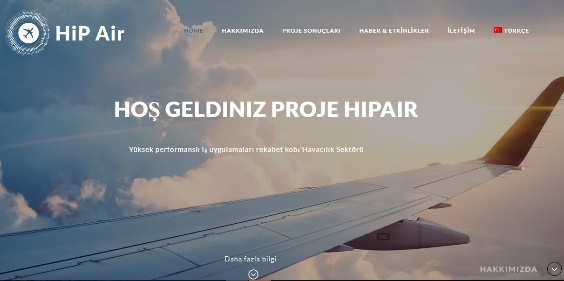 HiP Air
HOME HAKKIMIZDA PROJE SONUÇLARI HABER & ETKİNLİKLER İLETİŞİM TÜRKÇE
HOŞ GELDINIZ PROJE HIPAIR
Yüksek performanslı Iş uygulamaları rekabet kobı'Havacılık Sektörü
Daha fazla bilgi
HAKKIMIZDA